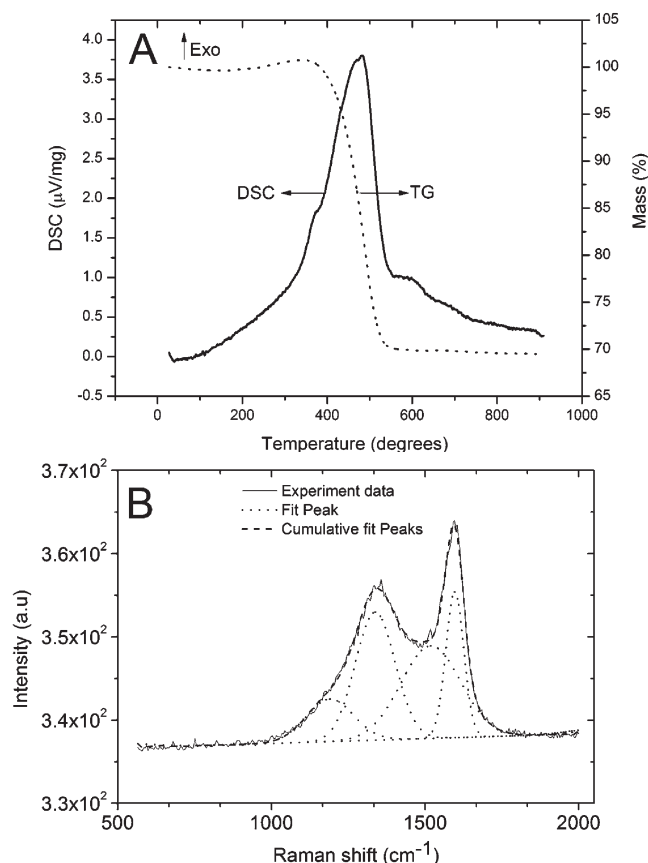 A
Exo
4.0
3.5
3.0
2.5
2.0
1.5
1.0
0.5
0.0
-0.5
DSC (μV/mg)
DSC
TG
105
100
95
90
85
80
75
70
65
Mass (%)
0 200 400 600 800 1000
Temperature (degrees)
B
3.7x10²
3.6x10²
3.5x10²
3.4x10²
3.3x10²
Intensity (a.u)
Experiment data
Fit Peak
Cumulative fit Peaks
500 1000 1500 2000
Raman shift (cm⁻¹)